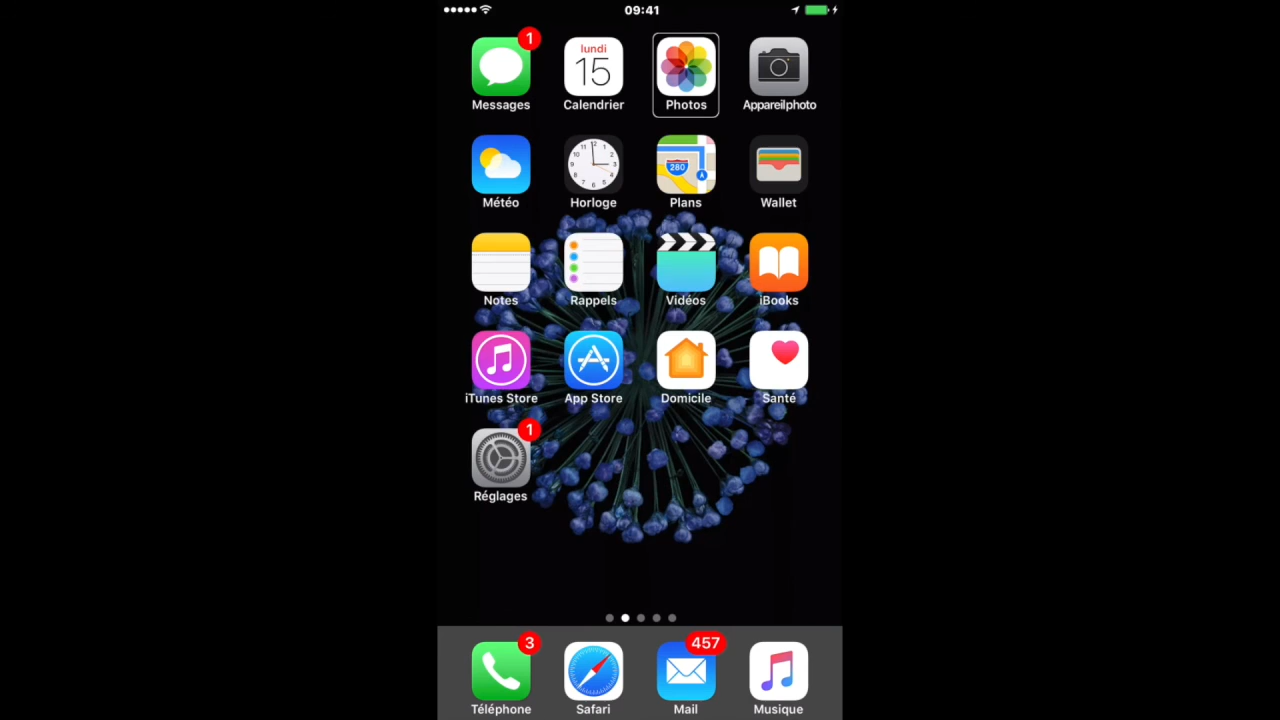 09:41
1
lundi
15
Messages
Calendrier
Photos
Appareil photo
280
Météo
Horloge
Plans
Wallet
Notes
Rappels
Vidéos
iBooks
iTunes Store
App Store
Domicile
Santé
1
Réglages
3
457
Téléphone
Safari
Mail
Musique